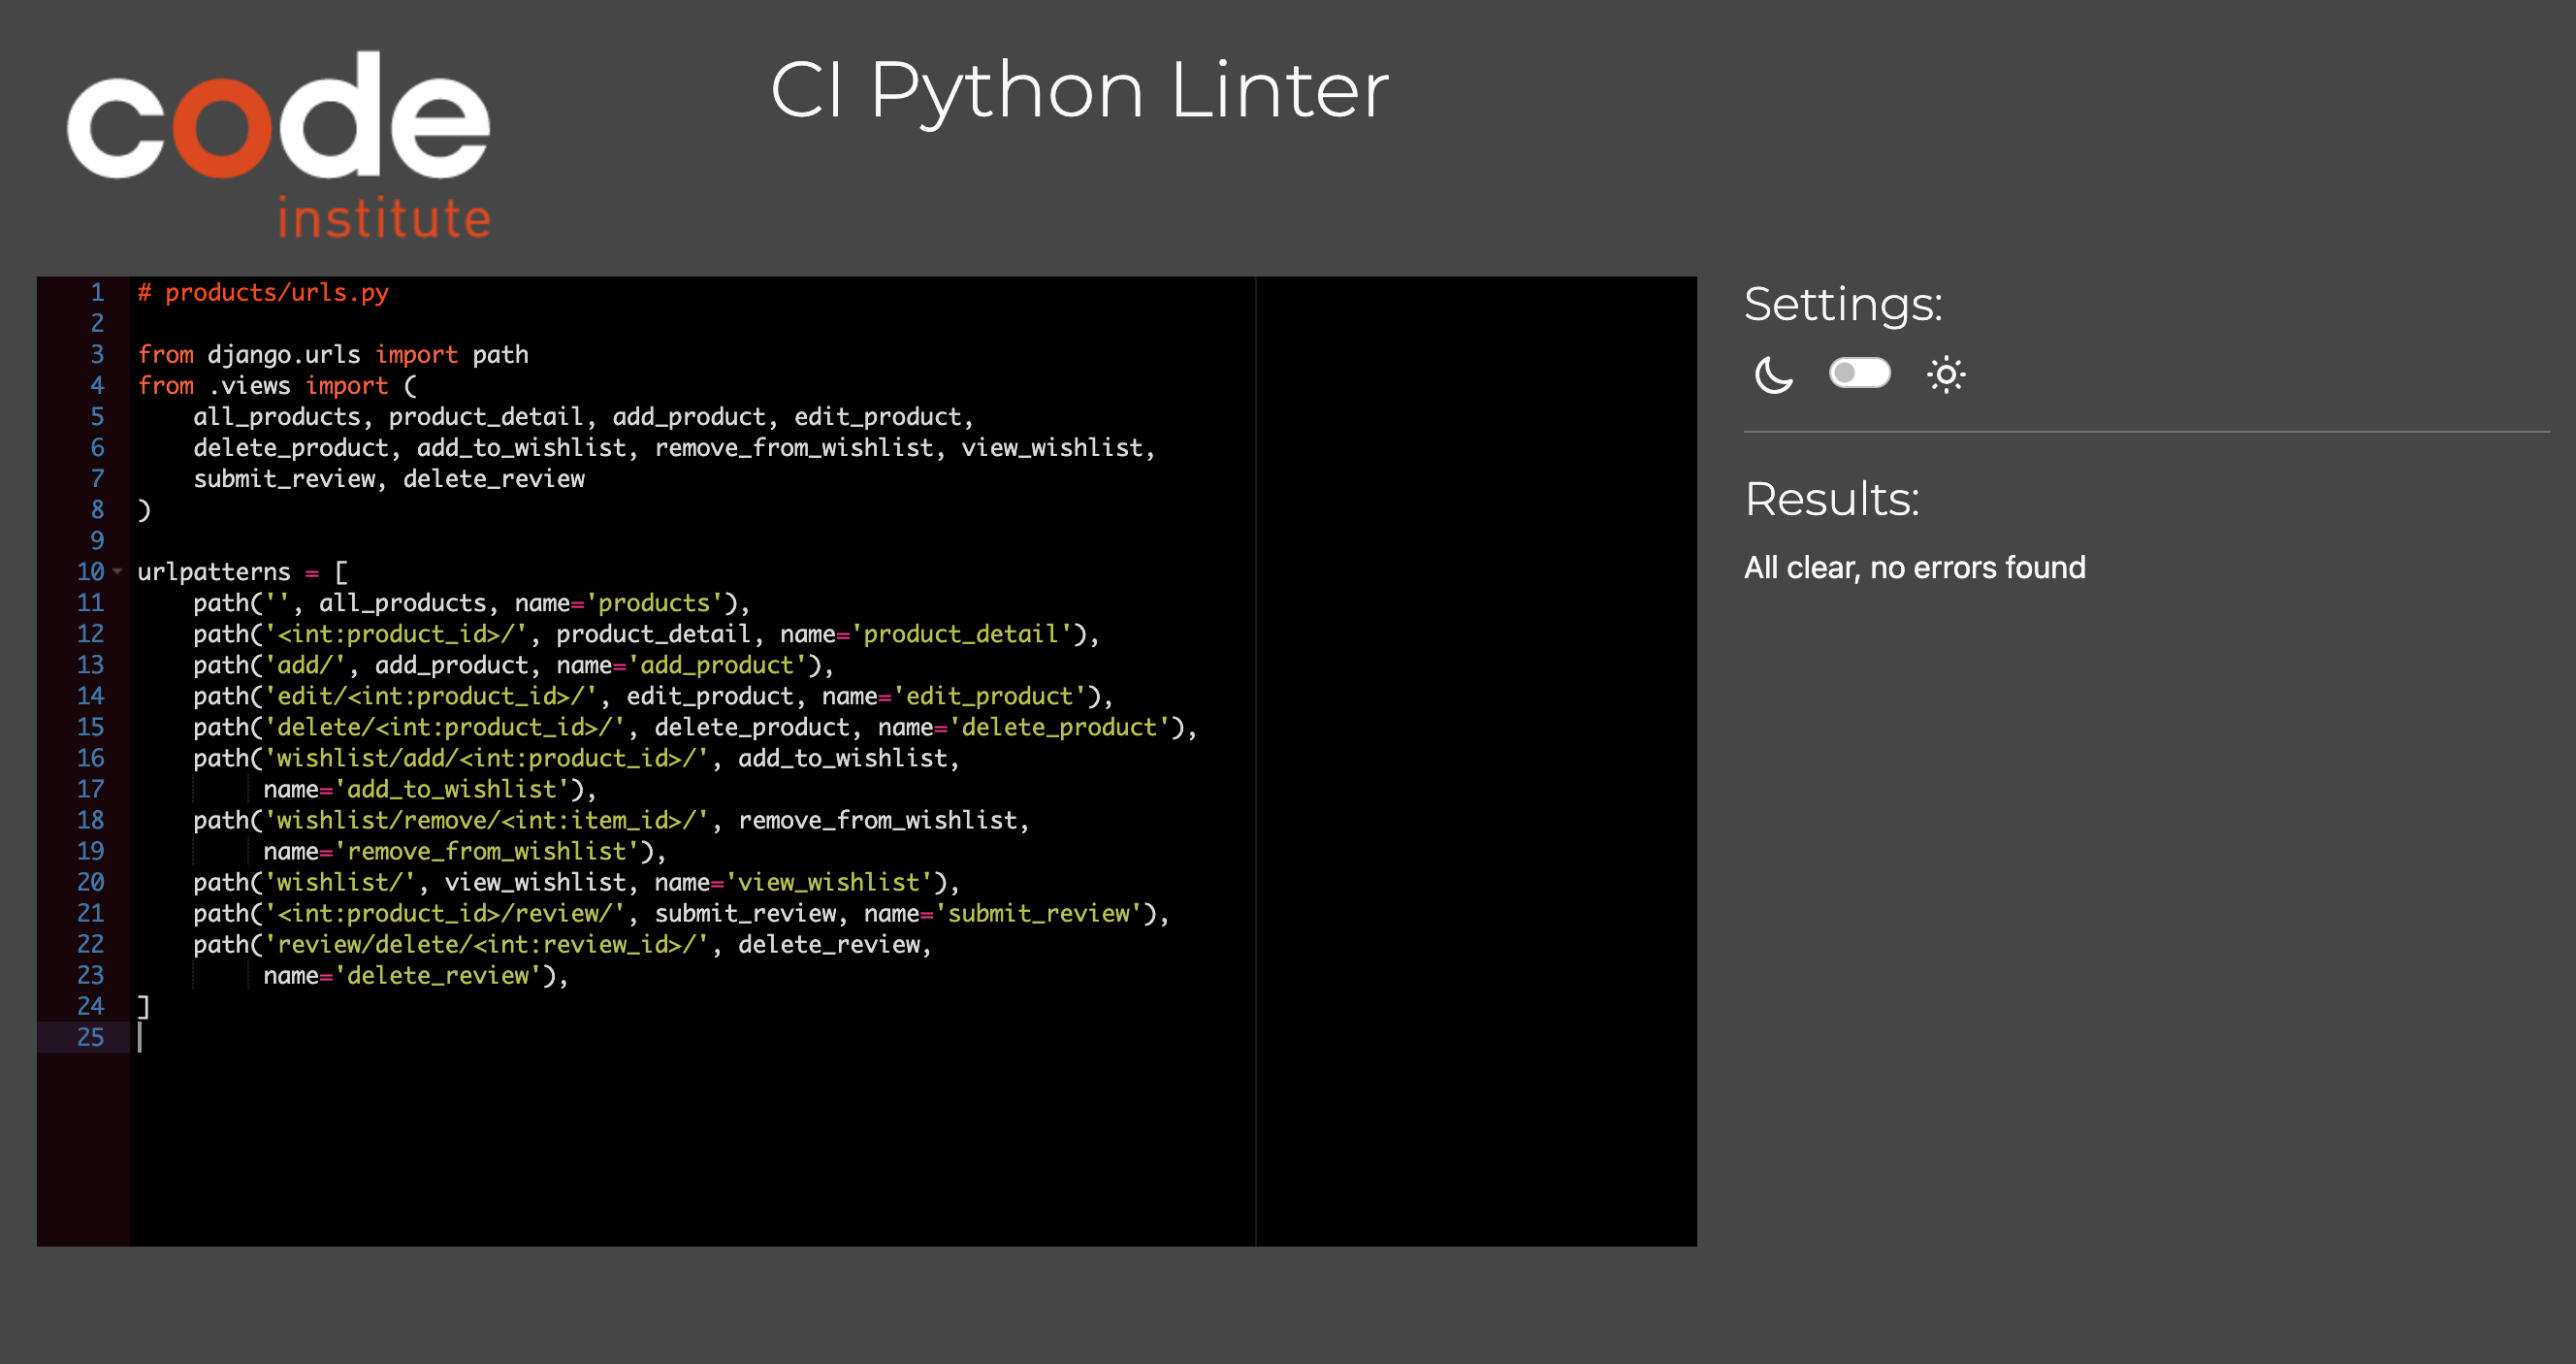 code
institute
CI Python Linter
1 # products/urls.py
2
3 from django.urls import path
4 from .views import (
5     all_products, product_detail, add_product, edit_product,
6     delete_product, add_to_wishlist, remove_from_wishlist, view_wishlist,
7     submit_review, delete_review
8 )
9
10 urlpatterns = [
11     path('', all_products, name='products'),
12     path('<int:product_id>/', product_detail, name='product_detail'),
13     path('add/', add_product, name='add_product'),
14     path('edit/<int:product_id>/', edit_product, name='edit_product'),
15     path('delete/<int:product_id>/', delete_product, name='delete_product'),
16     path('wishlist/add/<int:product_id>/', add_to_wishlist,
17          name='add_to_wishlist'),
18     path('wishlist/remove/<int:item_id>/', remove_from_wishlist,
19          name='remove_from_wishlist'),
20     path('wishlist/', view_wishlist, name='view_wishlist'),
21     path('<int:product_id>/review/', submit_review, name='submit_review'),
22     path('review/delete/<int:review_id>/', delete_review,
23          name='delete_review'),
24 ]
25
Settings:
Results:
All clear, no errors found